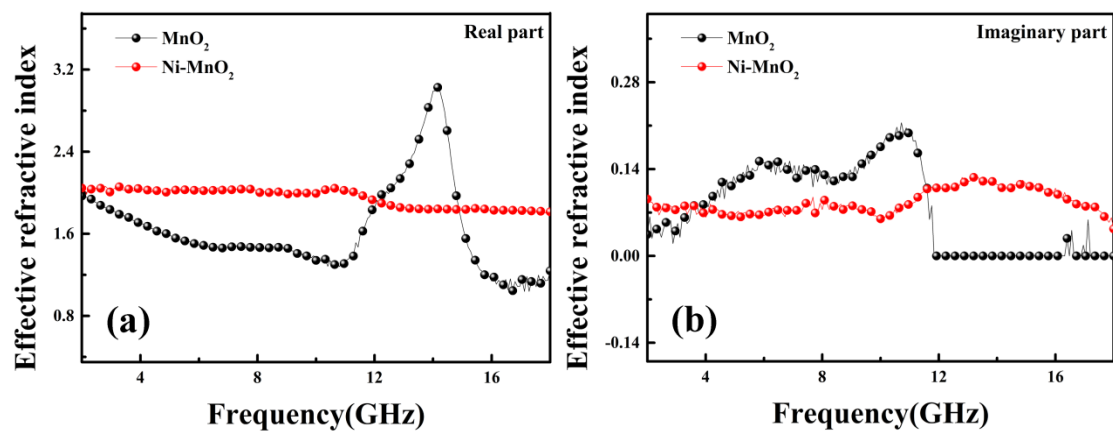 Effective refractive index
3.2
2.4
1.6
0.8
MnO₂
Ni-MnO₂
Real part
(a)
4
8
12
16
Frequency(GHz)
Effective refractive index
0.28
0.14
0.00
-0.14
MnO₂
Ni-MnO₂
Imaginary part
(b)
4
8
12
16
Frequency(GHz)